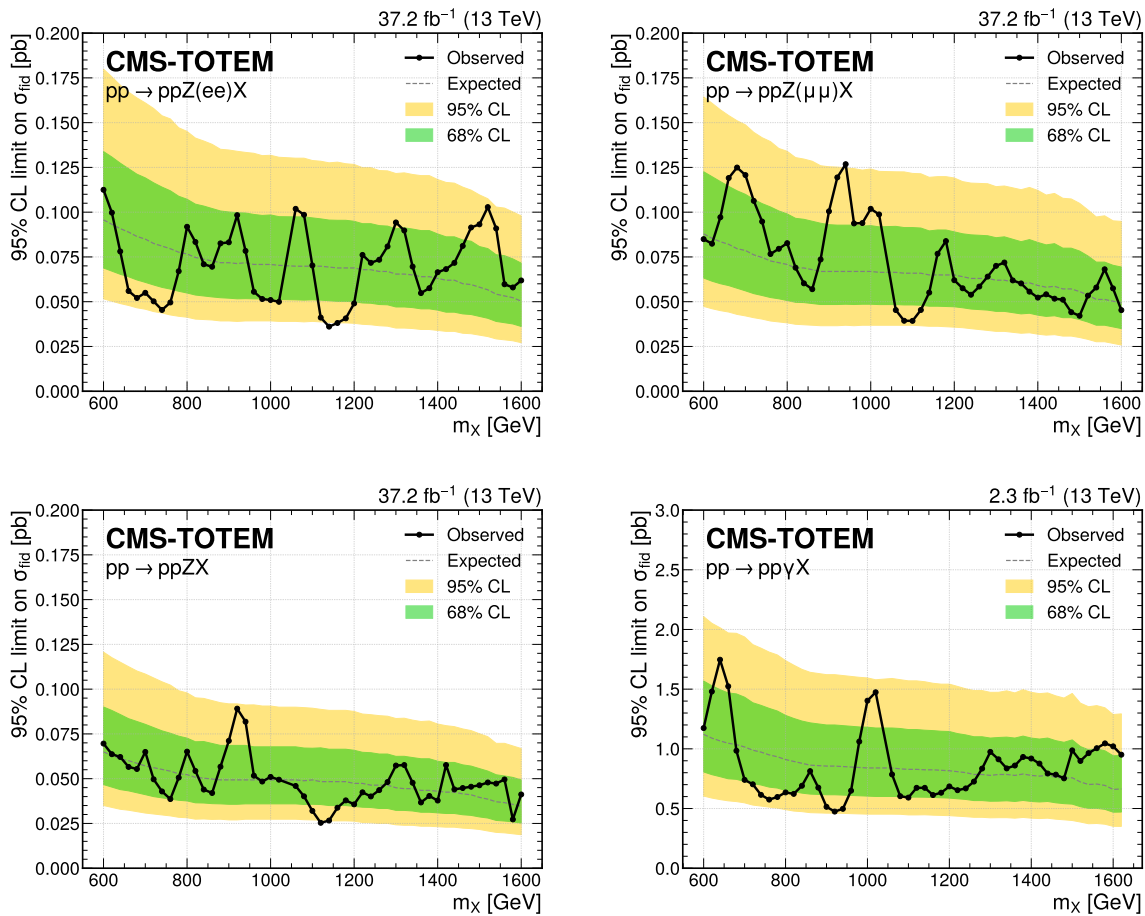 37.2 fb⁻¹ (13 TeV)
95% CL limit on σfid [pb]
CMS-TOTEM
pp → ppZ(ee)X
Observed
Expected
95% CL
68% CL
0.200
0.175
0.150
0.125
0.100
0.075
0.050
0.025
0.000
600 800 1000 1200 1400 1600
mX [GeV]
37.2 fb⁻¹ (13 TeV)
95% CL limit on σfid [pb]
CMS-TOTEM
pp → ppZ(μμ)X
Observed
Expected
95% CL
68% CL
0.200
0.175
0.150
0.125
0.100
0.075
0.050
0.025
0.000
600 800 1000 1200 1400 1600
mX [GeV]
37.2 fb⁻¹ (13 TeV)
95% CL limit on σfid [pb]
CMS-TOTEM
pp → ppZX
Observed
Expected
95% CL
68% CL
0.200
0.175
0.150
0.125
0.100
0.075
0.050
0.025
0.000
600 800 1000 1200 1400 1600
mX [GeV]
2.3 fb⁻¹ (13 TeV)
95% CL limit on σfid [pb]
CMS-TOTEM
pp → ppγX
Observed
Expected
95% CL
68% CL
3.0
2.5
2.0
1.5
1.0
0.5
0.0
600 800 1000 1200 1400 1600
mX [GeV]